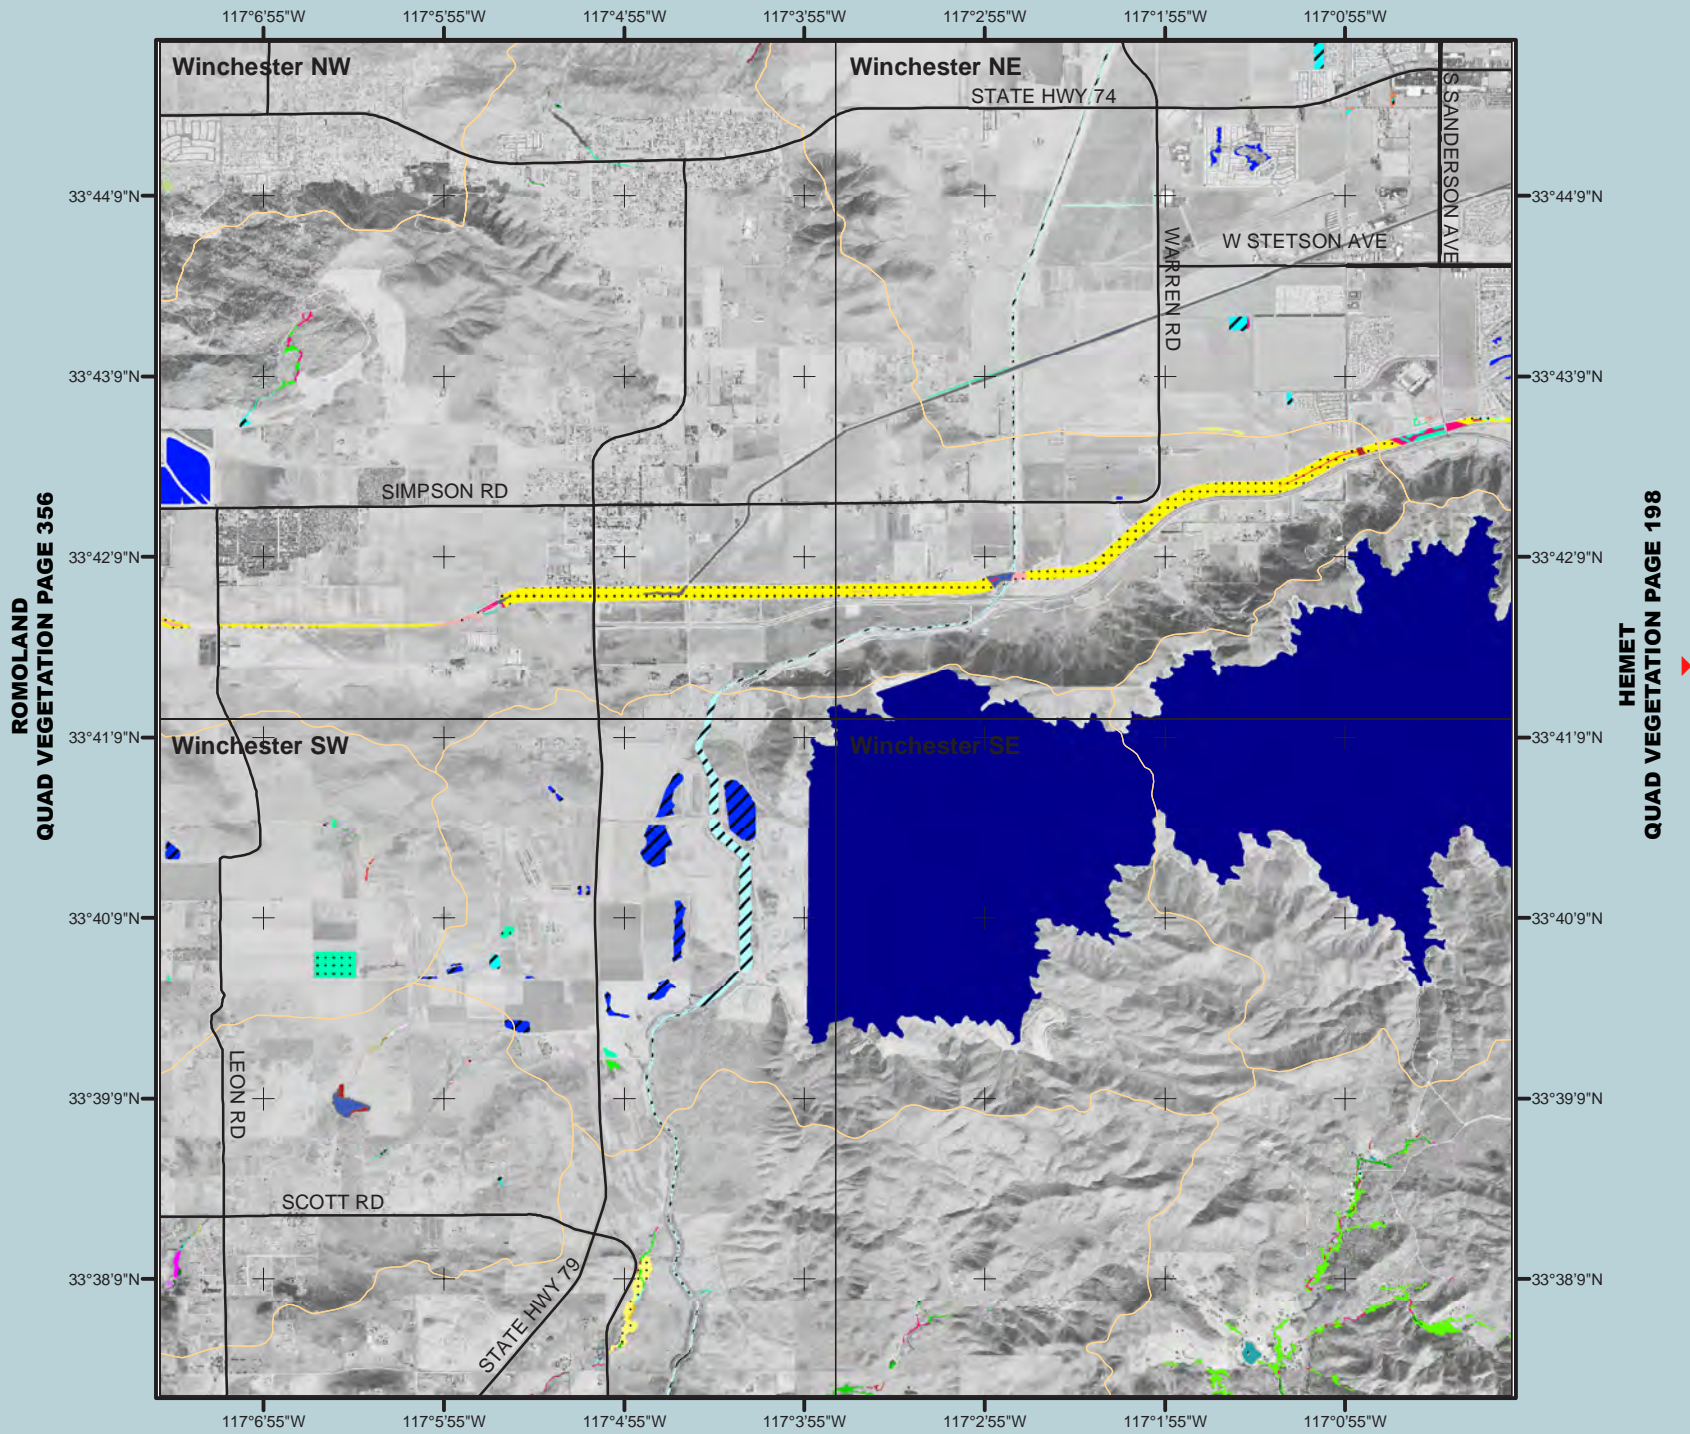 117°6'55"W 117°5'55"W 117°4'55"W 117°3'55"W 117°2'55"W 117°1'55"W 117°0'55"W
Winchester NW
Winchester NE
STATE HWY 74
S SANDERSON AVE
33°44'9"N
33°44'9"N
W STETSON AVE
WARREN RD
33°43'9"N
33°43'9"N
SIMPSON RD
33°42'9"N
33°42'9"N
ROMOLAND
QUAD VEGETATION PAGE 356
HEMET
QUAD VEGETATION PAGE 198
33°41'9"N
33°41'9"N
Winchester SW
Winchester SE
33°40'9"N
33°40'9"N
LEON RD
33°39'9"N
33°39'9"N
SCOTT RD
STATE HWY 79
33°38'9"N
33°38'9"N
117°6'55"W 117°5'55"W 117°4'55"W 117°3'55"W 117°2'55"W 117°1'55"W 117°0'55"W